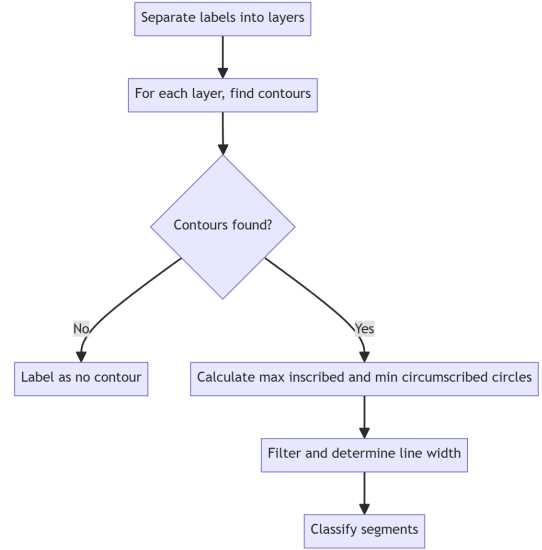 Separate labels into layers
For each layer, find contours
Contours found?
No
Yes
Label as no contour
Calculate max inscribed and min circumscribed circles
Filter and determine line width
Classify segments